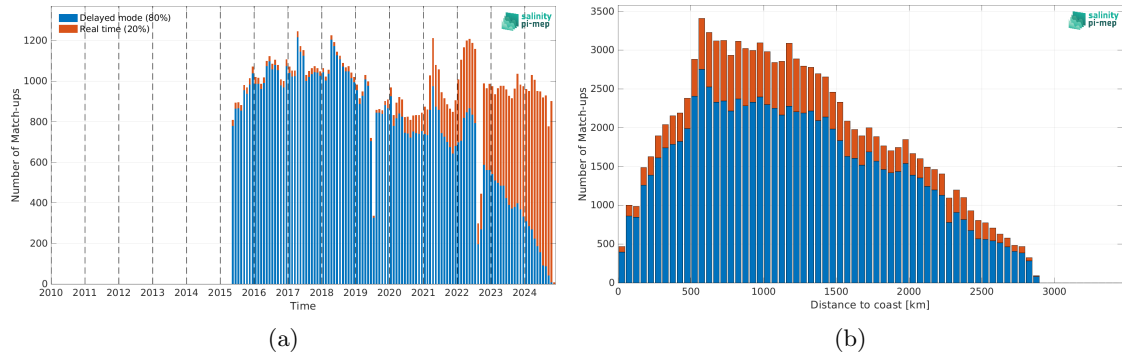 Delayed mode (80%)
Real time (20%)
salinity
pi-mep
Number of Match-ups
1200
1000
800
600
400
200
0
2010 2011 2012 2013 2014 2015 2016 2017 2018 2019 2020 2021 2022 2023 2024
Time
(a)
salinity
pi-mep
Number of Match-ups
3500
3000
2500
2000
1500
1000
500
0
0 500 1000 1500 2000 2500 3000
Distance to coast [km]
(b)